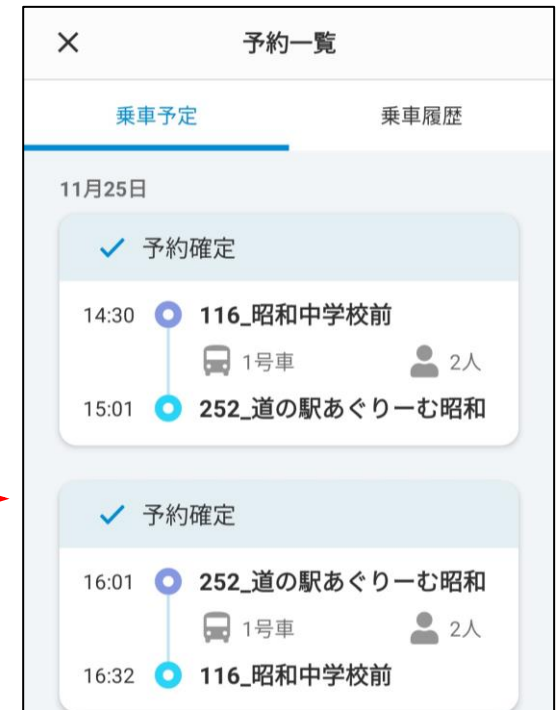 × 予約一覧
乗車予定 乗車履歴
11月25日
予約確定
14:30 116_昭和中学校前
1号車 2人
15:01 252_道の駅あぐりーむ昭和
予約確定
16:01 252_道の駅あぐりーむ昭和
1号車 2人
16:32 116_昭和中学校前